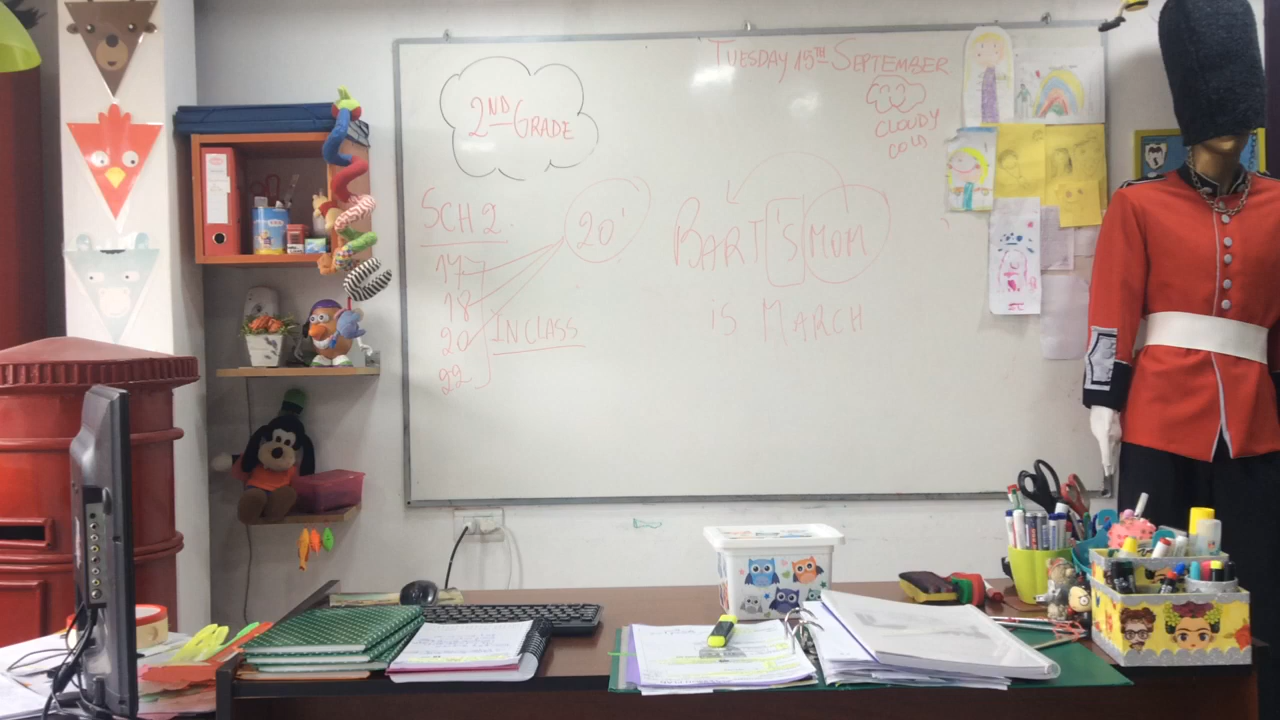 TUESDAY 15TH SEPTEMBER
2ND GRADE
CLOUDY
COLD
SCH 2.
20'
17
18
20
22
IN CLASS
BART'S MOM
is MARCH